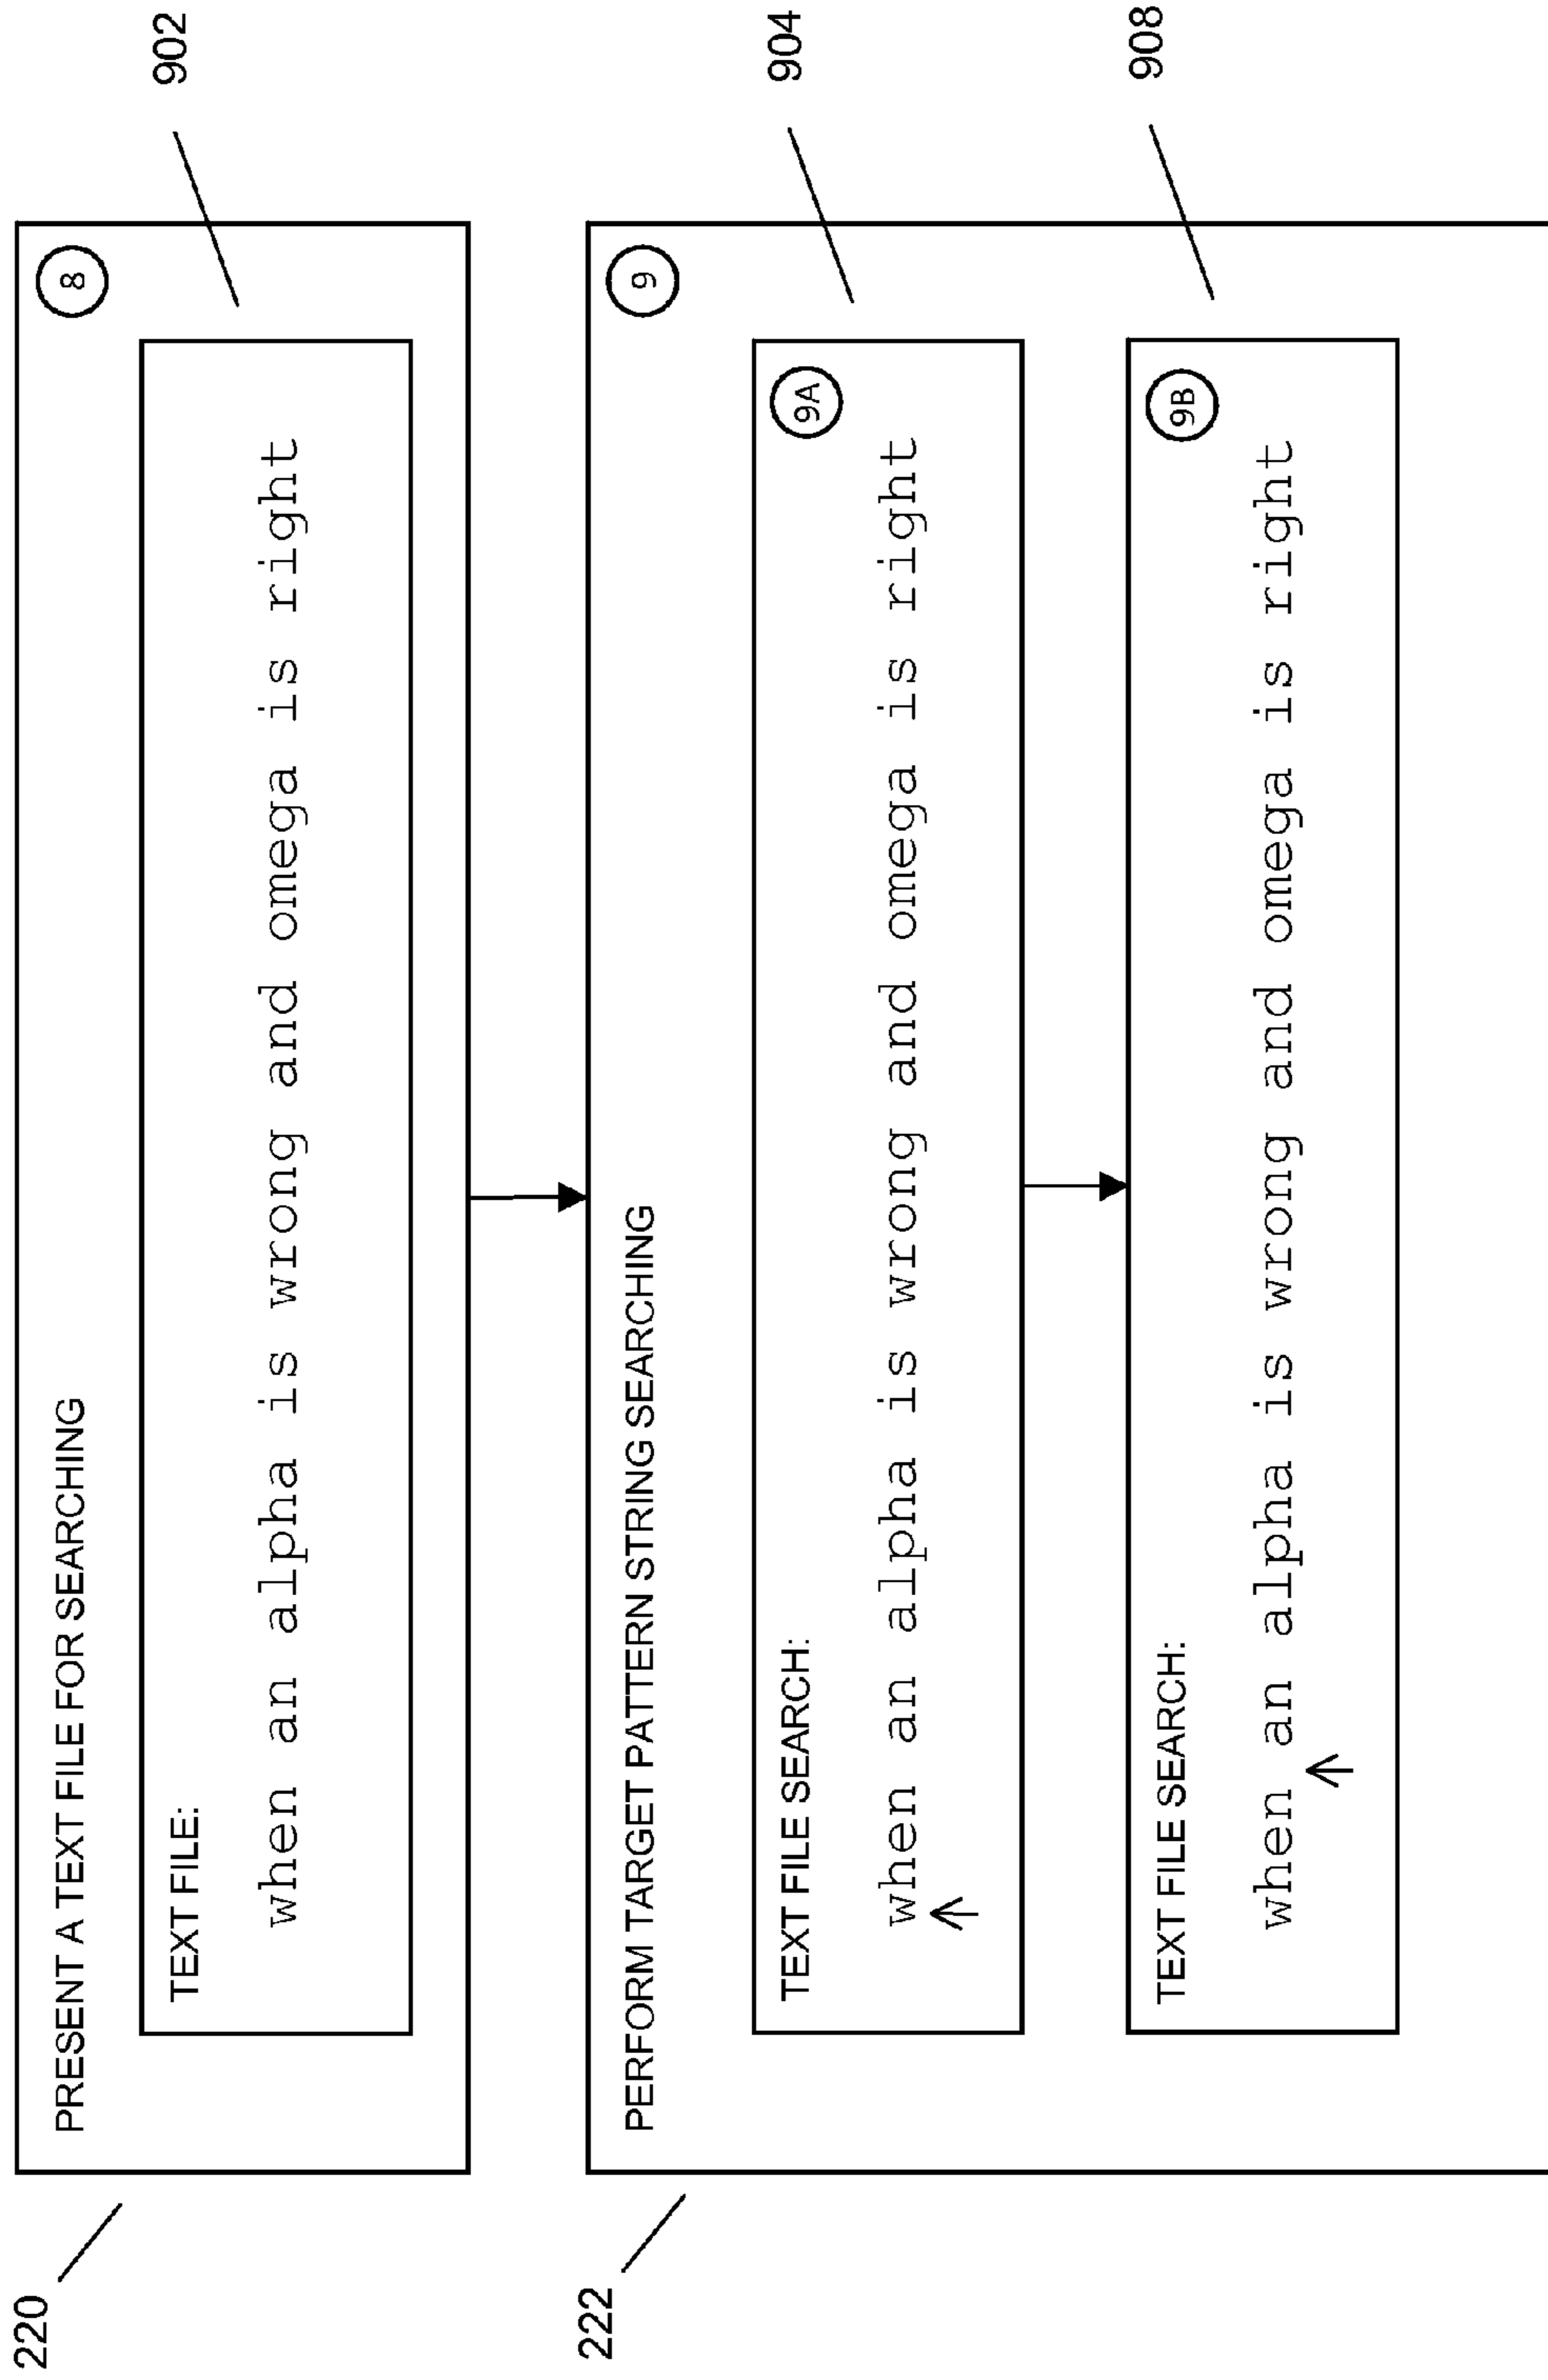 220
PRESENT A TEXT FILE FOR SEARCHING
8
TEXT FILE:
when an alpha is wrong and omega is right
902
222
PERFORM TARGET PATTERN STRING SEARCHING
9
TEXT FILE SEARCH:
9A
when an alpha is wrong and omega is right
904
TEXT FILE SEARCH:
9B
when an alpha is wrong and omega is right
908